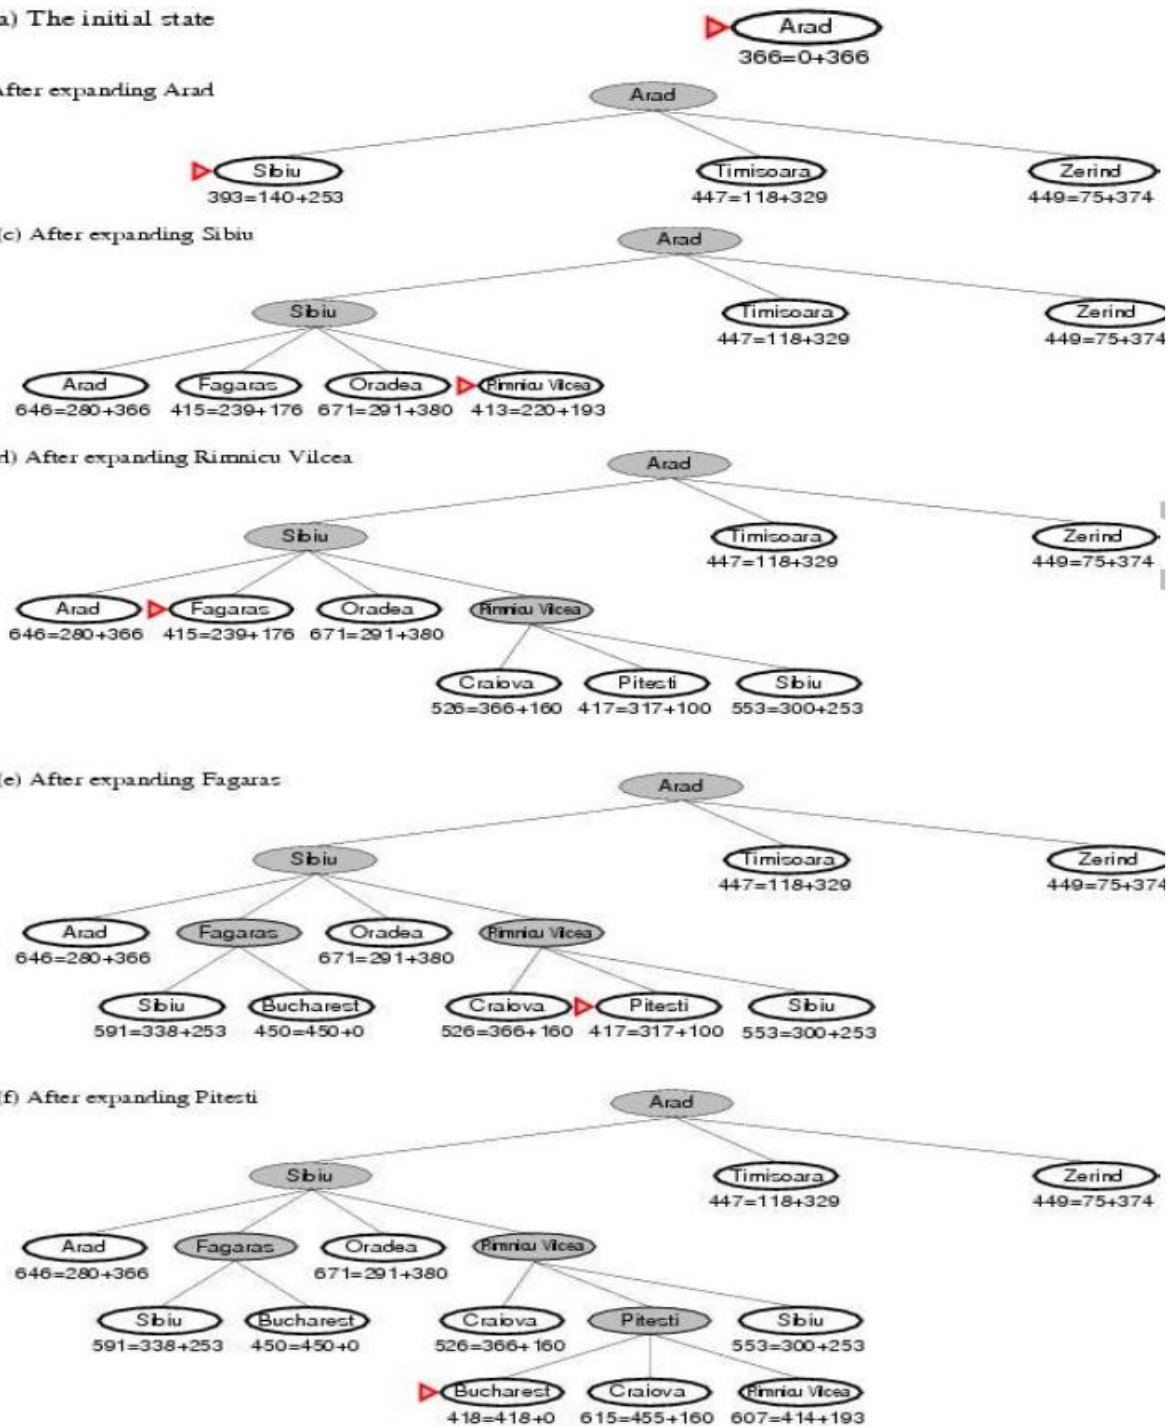 a) The initial state
Arad
366=0+366
After expanding Arad
Arad
Sibiu Timisoara Zerind
393=140+253 447=118+329 449=75+374
(c) After expanding Sibiu
Arad
Sibiu Timisoara Zerind
447=118+329 449=75+374
Arad Fagaras Oradea Rimnicu Vilcea
646=280+366 415=239+176 671=291+380 413=220+193
d) After expanding Rimnicu Vilcea
Arad
Sibiu Timisoara Zerind
447=118+329 449=75+374
Arad Fagaras Oradea Rimnicu Vilcea
646=280+366 415=239+176 671=291+380
Craiova Pitesti Sibiu
526=366+160 417=317+100 553=300+253
(e) After expanding Fagaras
Arad
Sibiu Timisoara Zerind
447=118+329 449=75+374
Arad Fagaras Oradea Rimnicu Vilcea
646=280+366 671=291+380
Sibiu Bucharest Craiova Pitesti Sibiu
591=338+253 450=450+0 526=366+160 417=317+100 553=300+253
(f) After expanding Pitesti
Arad
Sibiu Timisoara Zerind
447=118+329 449=75+374
Arad Fagaras Oradea Rimnicu Vilcea
646=280+366 671=291+380
Sibiu Bucharest Craiova Pitesti Sibiu
591=338+253 450=450+0 526=366+160 553=300+253
Bucharest Craiova Rimnicu Vilcea
418=418+0 615=455+160 607=414+193